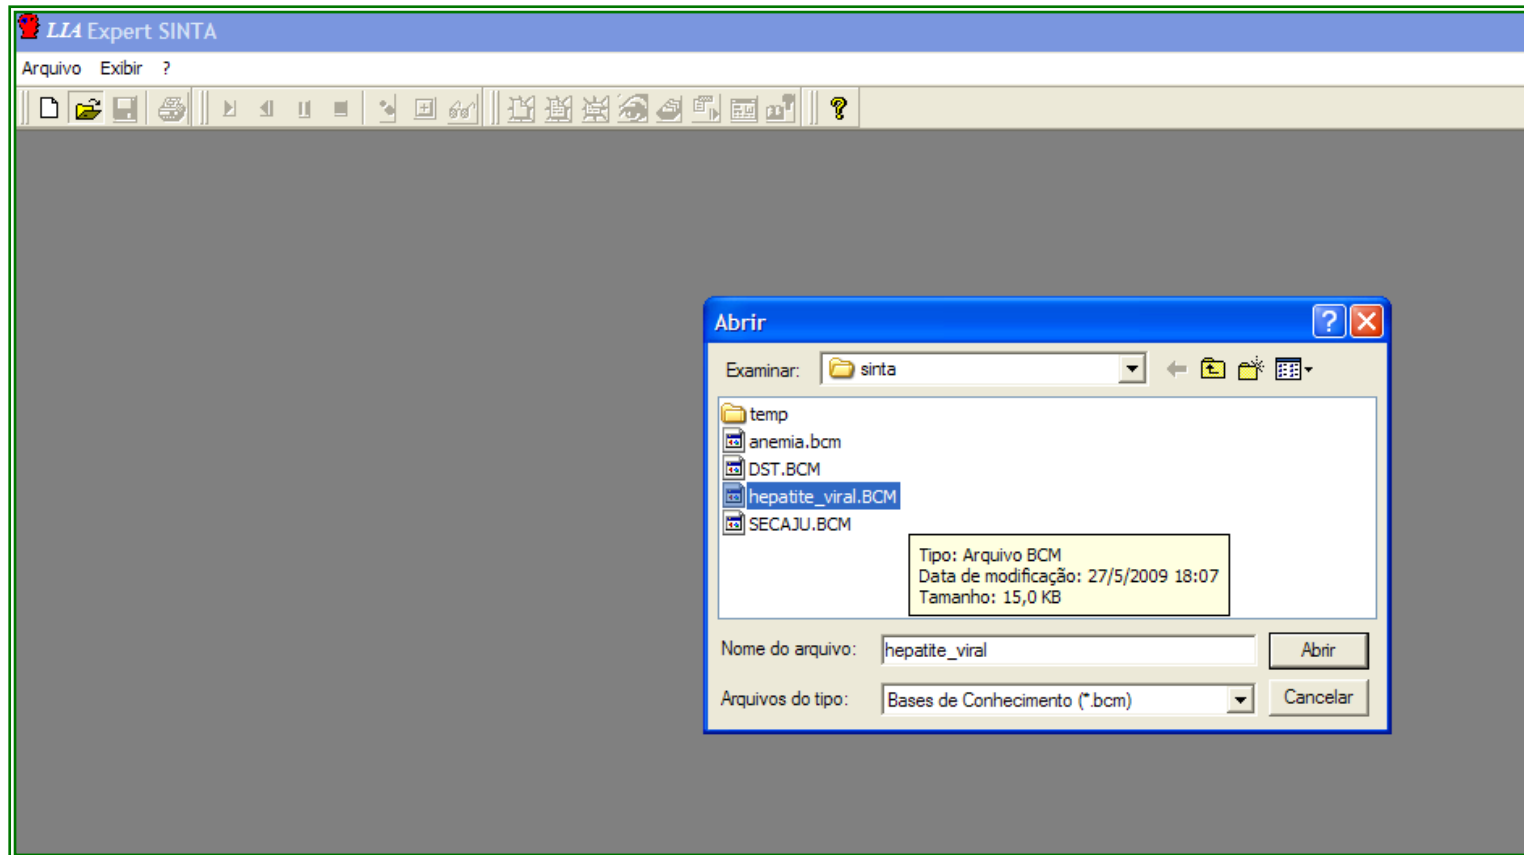 LIA Expert SINTA
Arquivo Exibir ?
Abrir
Examinar: sinta
temp
anemia.bcm
DST.BCM
hepatite_viral.BCM
SECAJU.BCM
Tipo: Arquivo BCM
Data de modificação: 27/5/2009 18:07
Tamanho: 15,0 KB
Nome do arquivo: hepatite_viral Abrir
Arquivos do tipo: Bases de Conhecimento (*.bcm) Cancelar